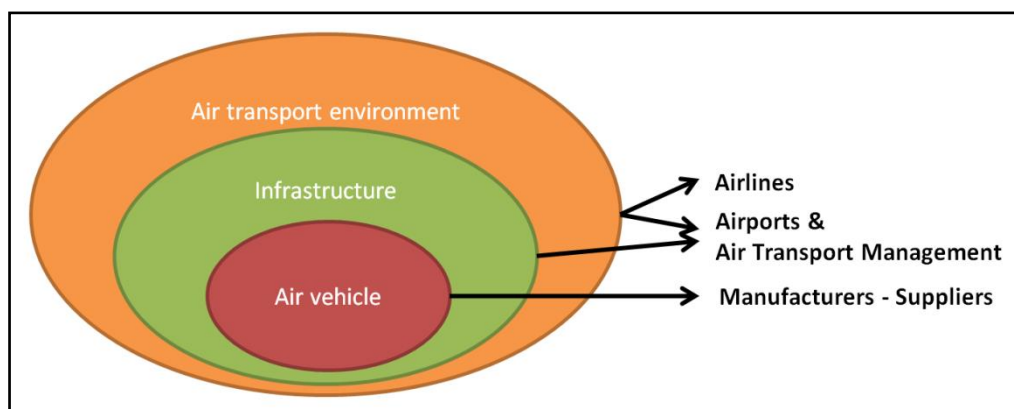 Air transport environment
Infrastructure
Air vehicle
Airlines
Airports &
Air Transport Management
Manufacturers - Suppliers